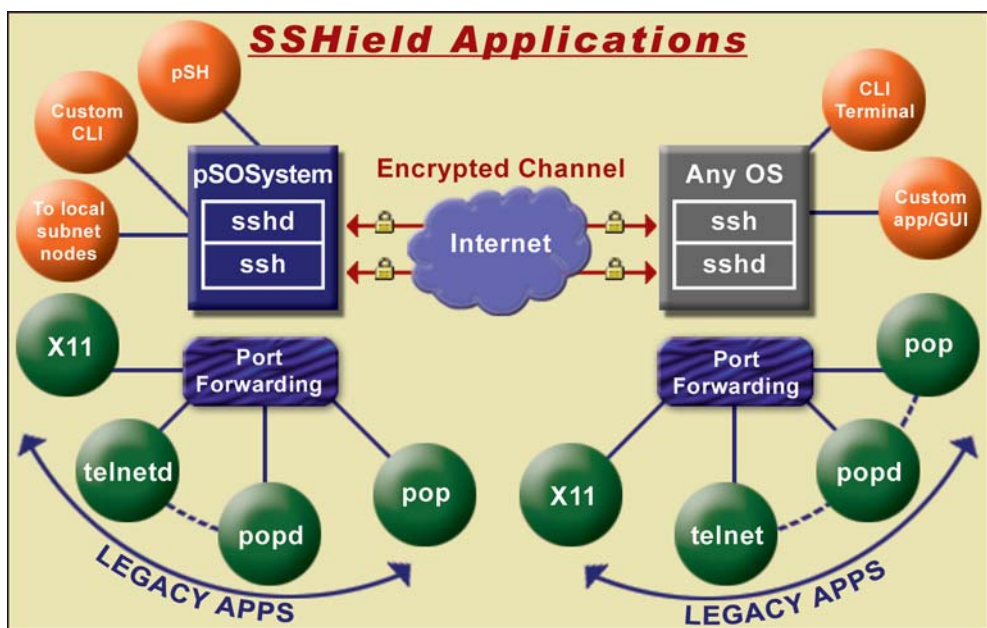 SSHield Applications
pSH
Custom
CLI
To local
subnet
nodes
pSOSystem
sshd
ssh
Encrypted Channel
Internet
Any OS
ssh
sshd
CLI
Terminal
Custom
app/GUI
X11
Port
Forwarding
telnetd
popd
pop
LEGACY APPS
Port
Forwarding
pop
X11
telnet
popd
LEGACY APPS